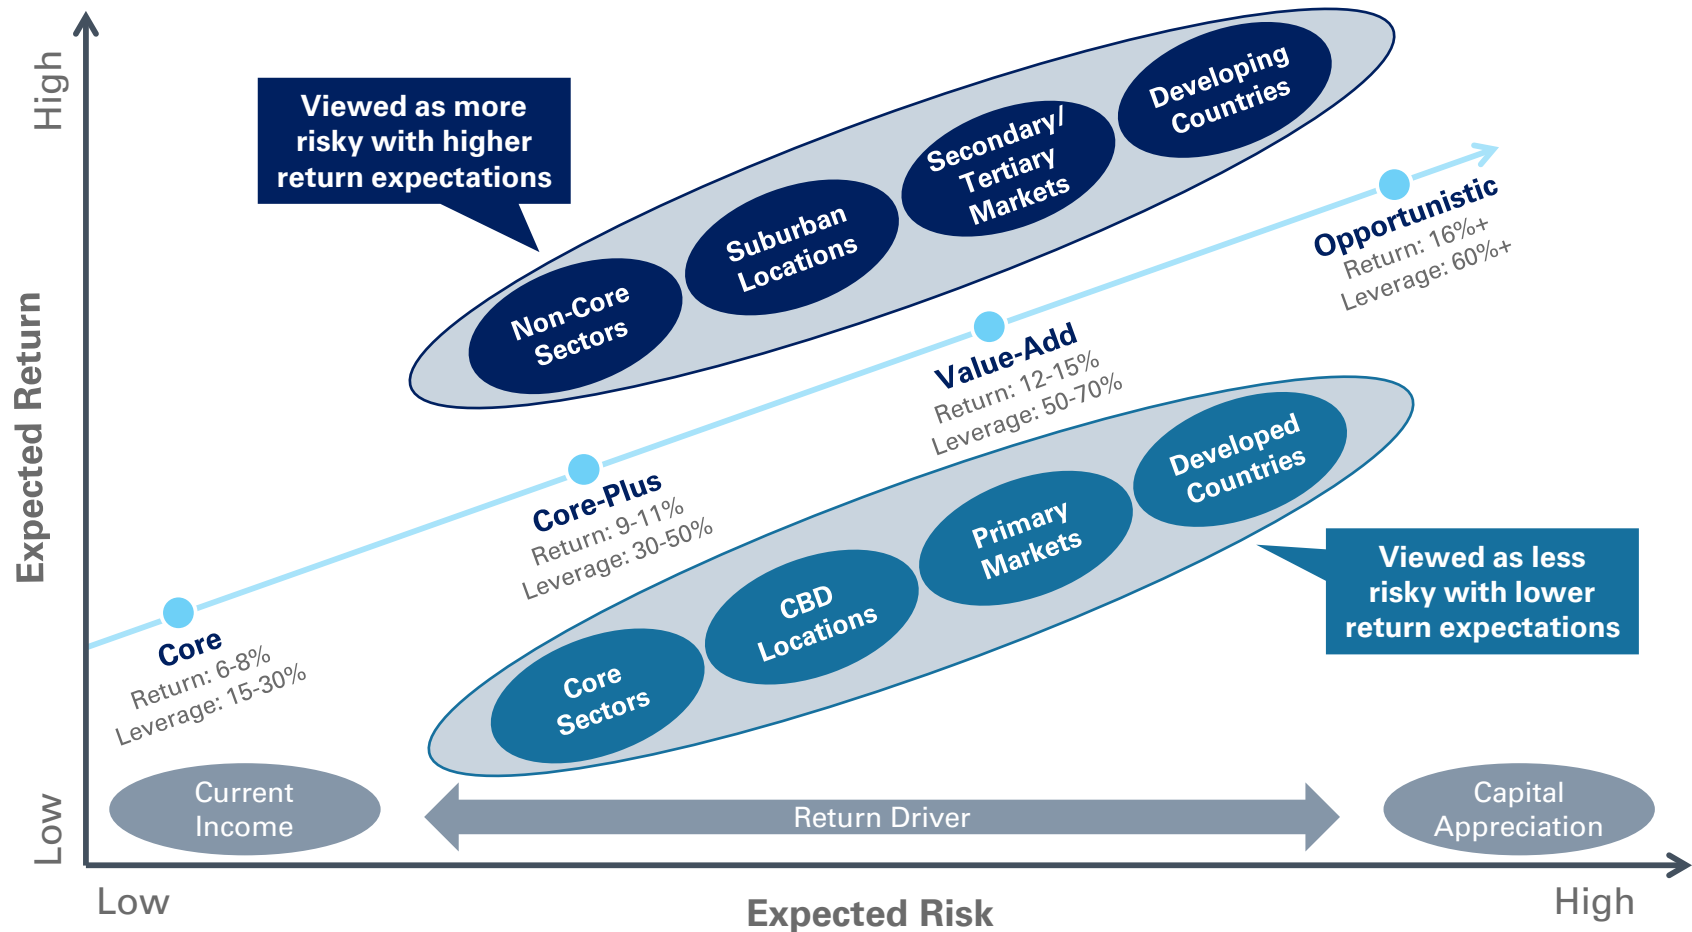 High
Expected Return
Low
Viewed as more
risky with higher
return expectations
Non-Core
Sectors
Suburban
Locations
Secondary/
Tertiary
Markets
Developing
Countries
Core
Return: 6-8%
Leverage: 15-30%
Core-Plus
Return: 9-11%
Leverage: 30-50%
Value-Add
Return: 12-15%
Leverage: 50-70%
Opportunistic
Return: 16%+
Leverage: 60%+
Core
Sectors
CBD
Locations
Primary
Markets
Developed
Countries
Viewed as less
risky with lower
return expectations
Current
Income
Return Driver
Capital
Appreciation
Low
Expected Risk
High